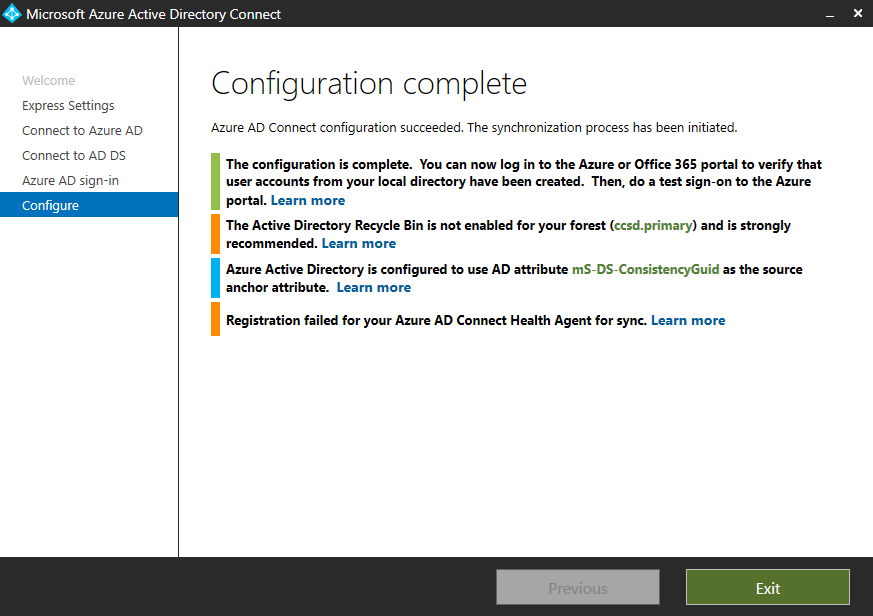 Microsoft Azure Active Directory Connect
Welcome
Express Settings
Connect to Azure AD
Connect to AD DS
Azure AD sign-in
Configure
Configuration complete
Azure AD Connect configuration succeeded. The synchronization process has been initiated.
The configuration is complete.  You can now log in to the Azure or Office 365 portal to verify that
user accounts from your local directory have been created.  Then, do a test sign-on to the Azure
portal. Learn more
The Active Directory Recycle Bin is not enabled for your forest (ccsd.primary) and is strongly
recommended. Learn more
Azure Active Directory is configured to use AD attribute mS-DS-ConsistencyGuid as the source
anchor attribute.  Learn more
Registration failed for your Azure AD Connect Health Agent for sync. Learn more
Previous
Exit